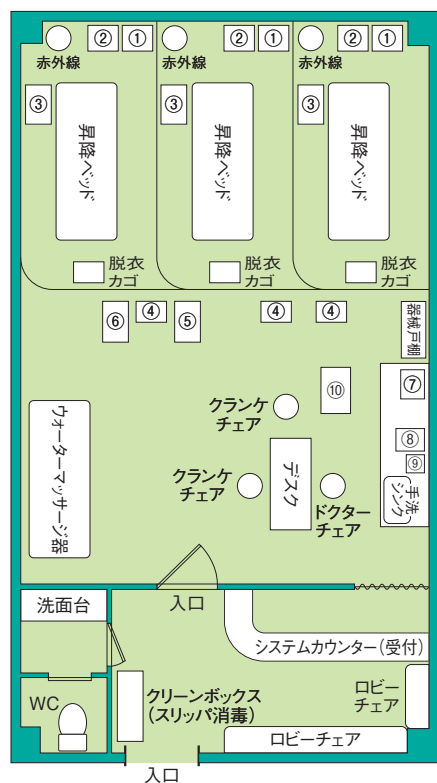 ② ① ② ① ② ①
赤外線 赤外線 赤外線
③ ③ ③
昇降ベッド 昇降ベッド 昇降ベッド
脱衣 脱衣 脱衣
カゴ カゴ カゴ
⑥ ④ ⑤ ④ ④
器械戸棚
⑦
⑩
クランケ
チェア
⑧
⑨
ウォーターマッサージ器
クランケ
チェア
デスク
ドクター
チェア
手洗
シンク
入口
洗面台
システムカウンター(受付)
WC
クリーンボックス
(スリッパ消毒)
ロビー
チェア
ロビーチェア
入口